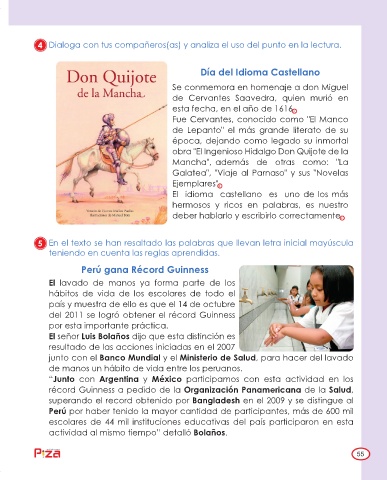 4 Dialoga con tus compañeros(as) y analiza el uso del punto en la lectura.
Don Quijote
de la Mancha
Día del Idioma Castellano
Se conmemora en homenaje a don Miguel
de Cervantes Saavedra, quien murió en
esta fecha, en el año de 1616.
Fue Cervantes, conocido como "El Manco
de Lepanto" el más grande literato de su
época, dejando como legado su inmortal
obra "El Ingenioso Hidalgo Don Quijote de la
Mancha", además de otras como: "La
Galatea", "Viaje al Parnaso" y sus "Novelas
Ejemplares".
El idioma castellano es uno de los más
hermosos y ricos en palabras, es nuestro
deber hablarlo y escribirlo correctamente.
5 En el texto se han resaltado las palabras que llevan letra inicial mayúscula
teniendo en cuenta las reglas aprendidas.
Perú gana Récord Guinness
El lavado de manos ya forma parte de los
hábitos de vida de los escolares de todo el
país y muestra de ello es que el 14 de octubre
del 2011 se logró obtener el récord Guinness
por esta importante práctica.
El señor Luis Bolaños dijo que esta distinción es
resultado de las acciones iniciadas en el 2007
junto con el Banco Mundial y el Ministerio de Salud, para hacer del lavado
de manos un hábito de vida entre los peruanos.
"Junto con Argentina y México participamos con esta actividad en los
récord Guinness a pedido de la Organización Panamericana de la Salud,
superando el record obtenido por Bangladesh en el 2009 y se distingue al
Perú por haber tenido la mayor cantidad de participantes, más de 600 mil
escolares de 44 mil instituciones educativas del país participaron en esta
actividad al mismo tiempo" detalló Bolaños.
55